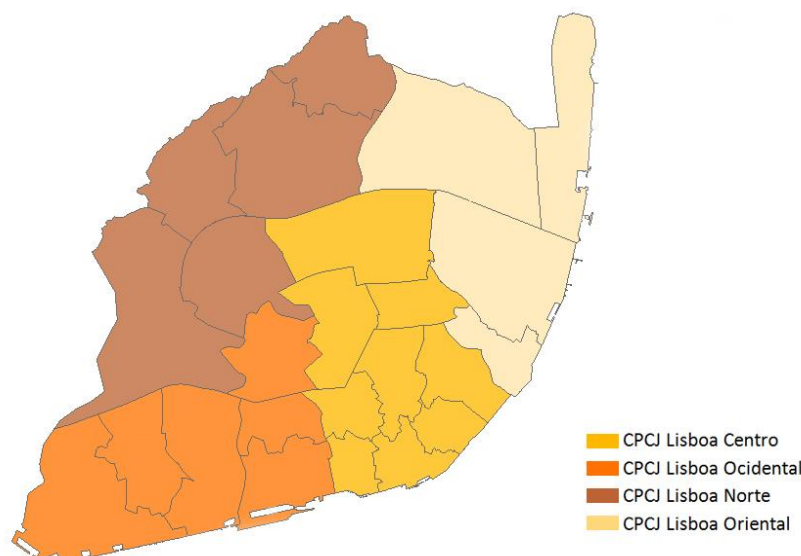 CPCJ Lisboa Centro
CPCJ Lisboa Ocidental
CPCJ Lisboa Norte
CPCJ Lisboa Oriental